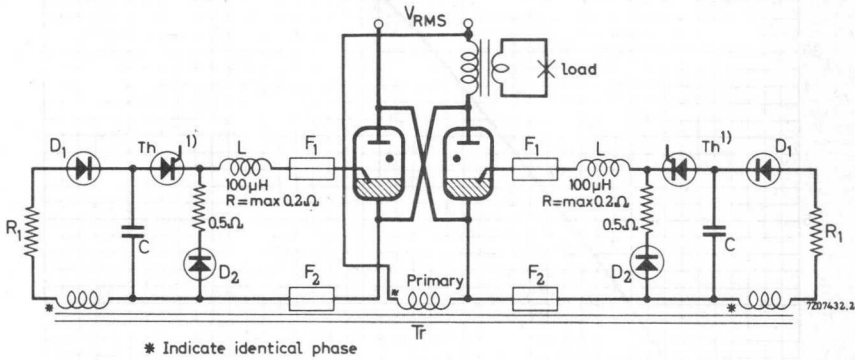 V_RMS
load
D₁
Th ¹⁾
L
F₁
F₁
L
Th ¹⁾
D₁
100μH
R=max 0.2Ω
100μH
R=max 0.2Ω
R₁
C
0.5Ω
D₂
F₂
Primary
F₂
0.5Ω
D₂
C
R₁
*
*
*
7Z07432.2
Tr
* Indicate identical phase